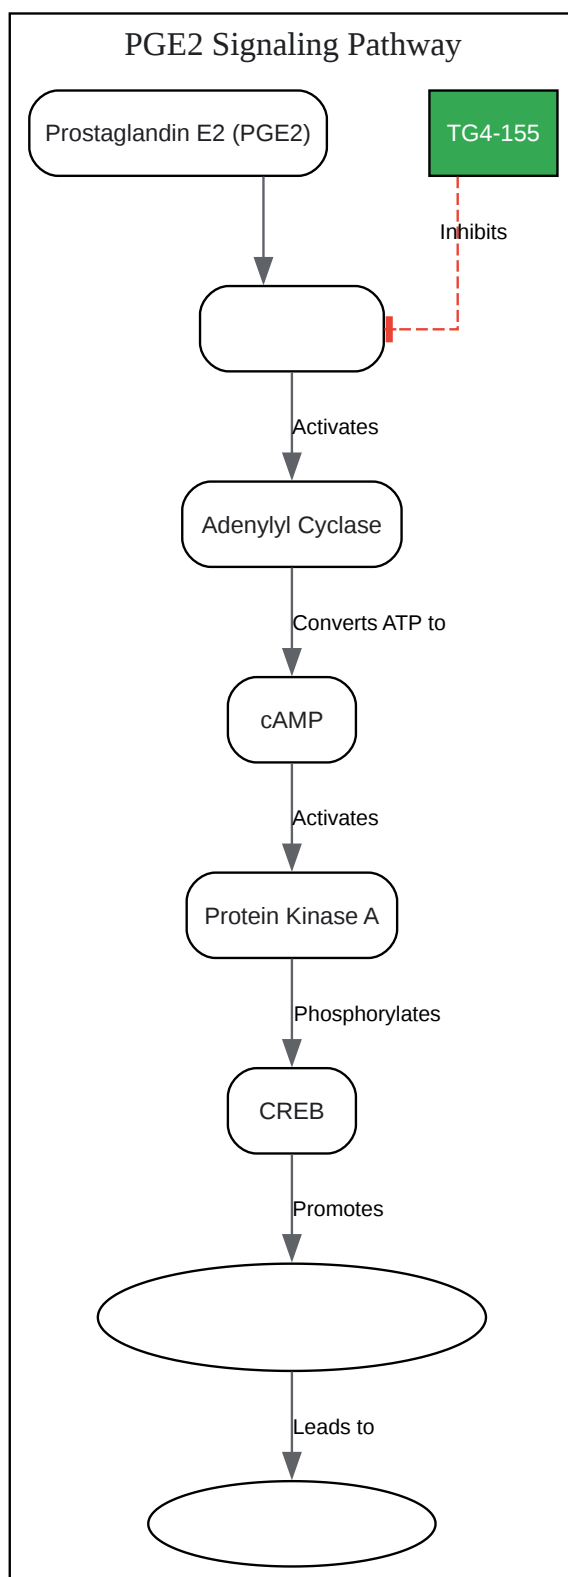 PGE2 Signaling Pathway
Prostaglandin E2 (PGE2)
TG4-155
Inhibits
Activates
Adenylyl Cyclase
Converts ATP to
cAMP
Activates
Protein Kinase A
Phosphorylates
CREB
Promotes
Leads to